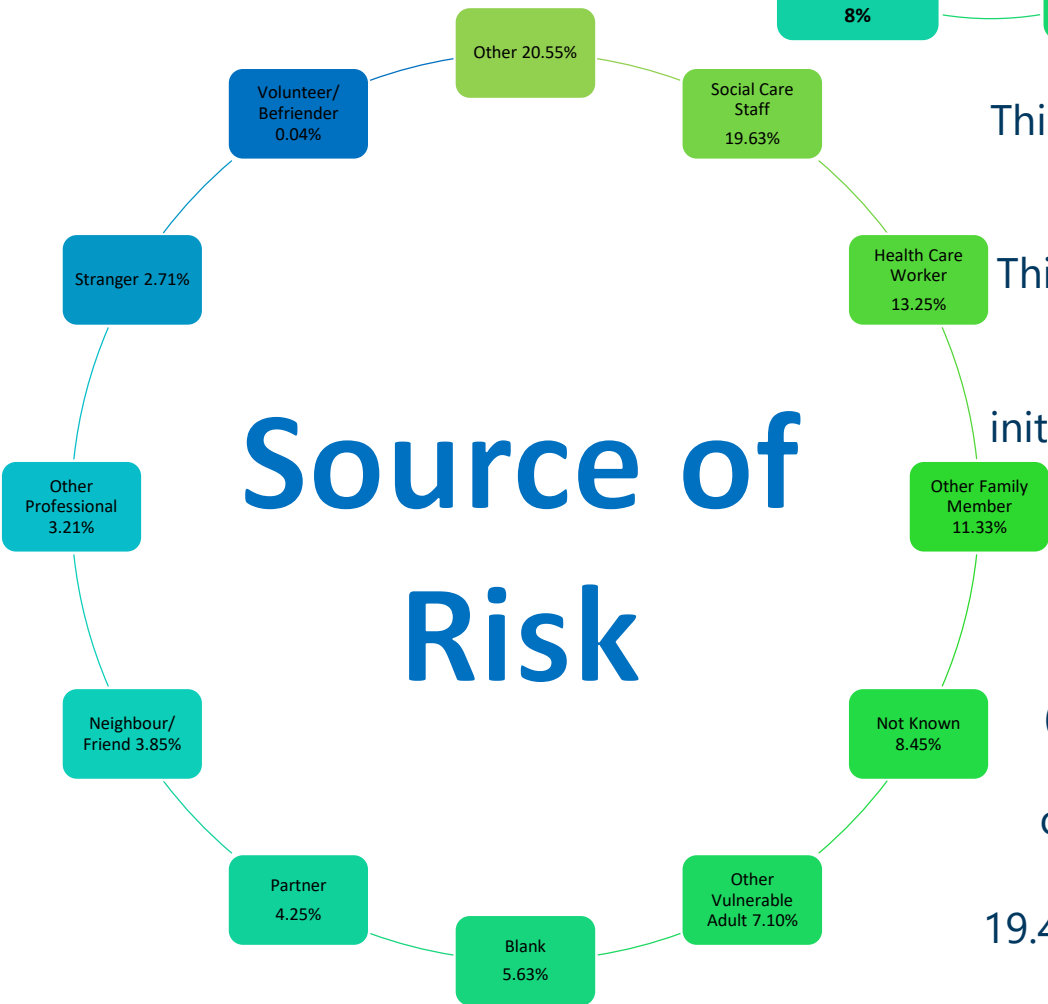 8%
Other 20.55%
Social Care
Staff
19.63%
Health Care
Worker
13.25%
Other Family
Member
11.33%
Not Known
8.45%
Other
Vulnerable
Adult 7.10%
Blank
5.63%
Partner
4.25%
Neighbour/
Friend 3.85%
Other
Professional
3.21%
Stranger 2.71%
Volunteer/
Befriender
0.04%
Source of
Risk